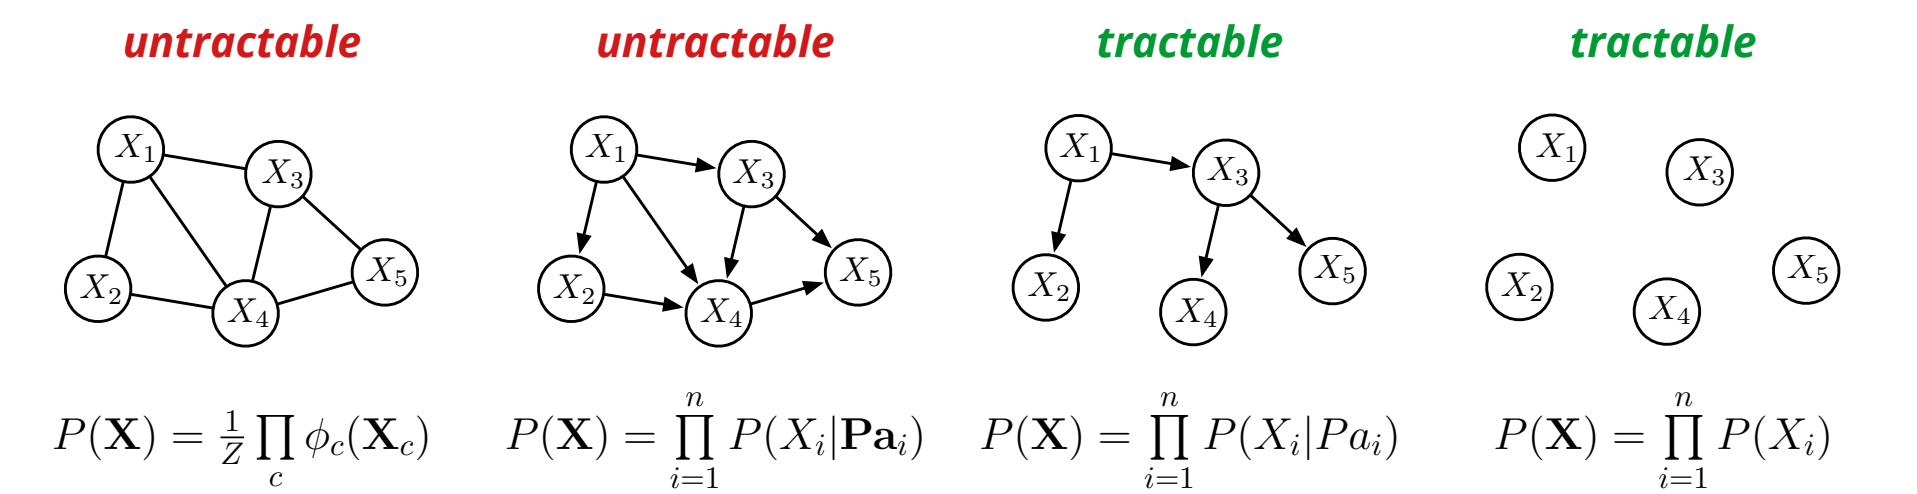 untractable
untractable
tractable
tractable
X₁
X₃
X₂
X₄
X₅
X₁
X₃
X₂
X₄
X₅
X₁
X₃
X₂
X₄
X₅
X₁
X₃
X₂
X₄
X₅
P(𝐗) = 1/Z ∏_c ϕ_c(𝐗_c)
P(𝐗) = ∏_{i=1}^{n} P(X_i|𝐏𝐚_i)
P(𝐗) = ∏_{i=1}^{n} P(X_i|Pa_i)
P(𝐗) = ∏_{i=1}^{n} P(X_i)